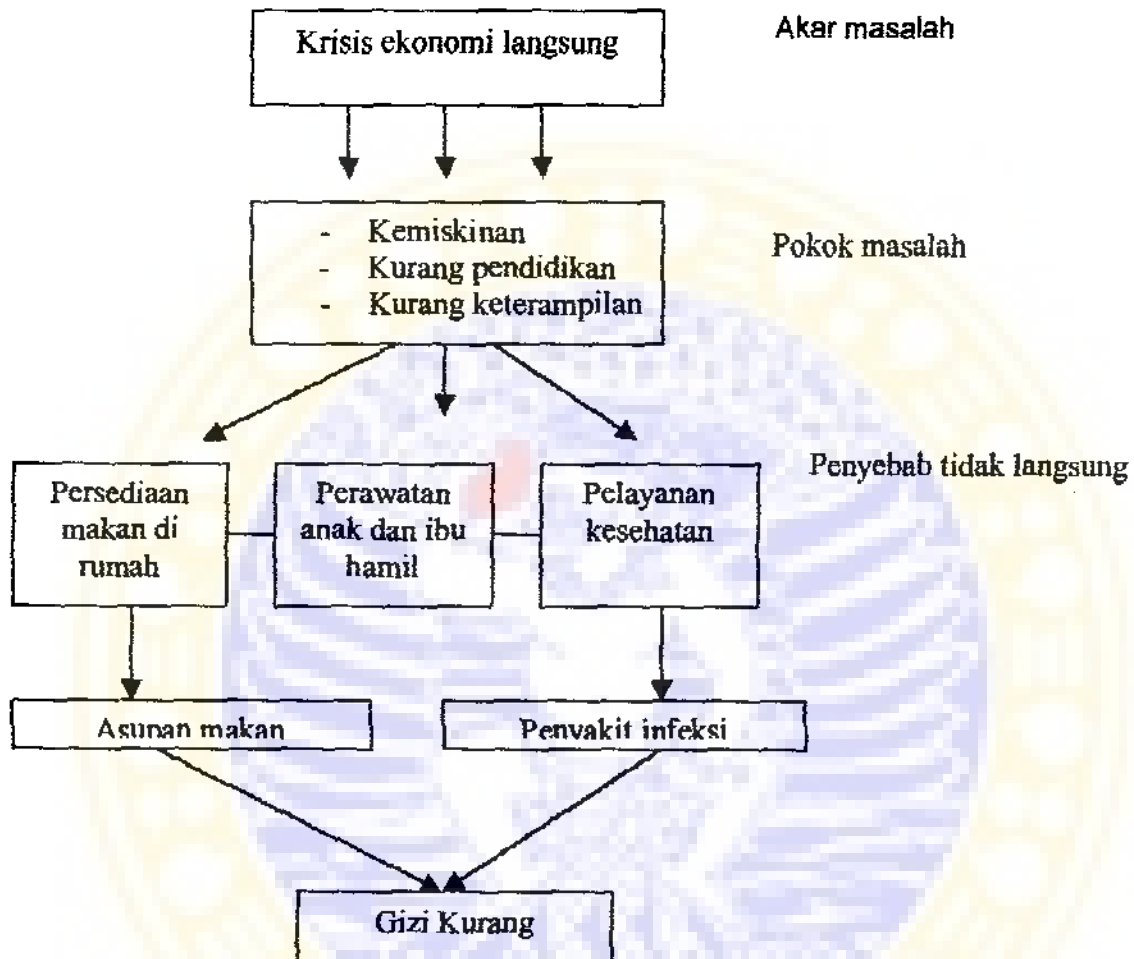 Krisis ekonomi langsung
Akar masalah
- Kemiskinan
- Kurang pendidikan
- Kurang keterampilan
Pokok masalah
Penyebab tidak langsung
Persediaan
makan di
rumah
Perawatan
anak dan ibu
hamil
Pelayanan
kesehatan
Asupan makan
Penyakit infeksi
Gizi Kurang